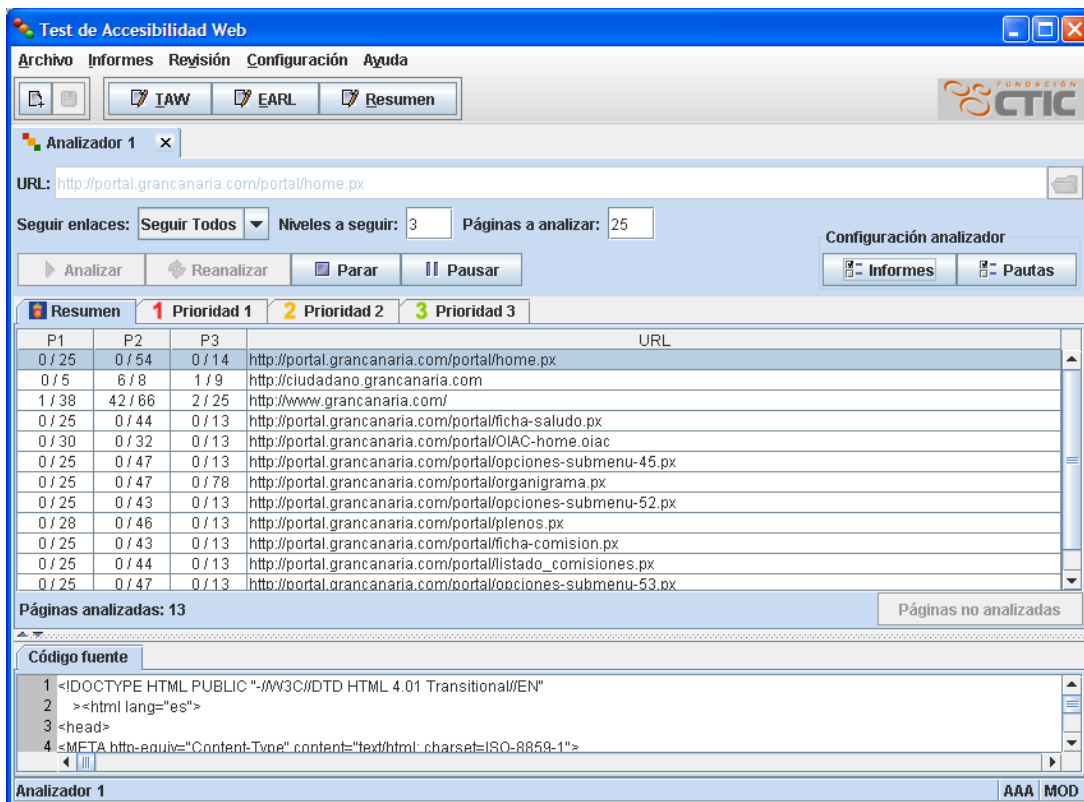 Test de Accesibilidad Web
Archivo Informes Revisión Configuración Ayuda
TAW EARL Resumen
FUNDACIÓN
CTIC
Analizador 1
URL: http://portal.grancanaria.com/portal/home.px
Seguir enlaces: Seguir Todos Niveles a seguir: 3 Páginas a analizar: 25
Configuración analizador
Analizar Reanalizar Parar Pausar Informes Pautas
Resumen 1 Prioridad 1 2 Prioridad 2 3 Prioridad 3
P1 P2 P3 URL
0 / 25 0 / 54 0 / 14 http://portal.grancanaria.com/portal/home.px
0 / 5 6 / 8 1 / 9 http://ciudadano.grancanaria.com
1 / 38 42 / 66 2 / 25 http://www.grancanaria.com/
0 / 25 0 / 44 0 / 13 http://portal.grancanaria.com/portal/ficha-saludo.px
0 / 30 0 / 32 0 / 13 http://portal.grancanaria.com/portal/OIAC-home.oiac
0 / 25 0 / 47 0 / 13 http://portal.grancanaria.com/portal/opciones-submenu-45.px
0 / 25 0 / 47 0 / 78 http://portal.grancanaria.com/portal/organigrama.px
0 / 25 0 / 43 0 / 13 http://portal.grancanaria.com/portal/opciones-submenu-52.px
0 / 28 0 / 46 0 / 13 http://portal.grancanaria.com/portal/plenos.px
0 / 25 0 / 43 0 / 13 http://portal.grancanaria.com/portal/ficha-comision.px
0 / 25 0 / 44 0 / 13 http://portal.grancanaria.com/portal/listado_comisiones.px
0 / 25 0 / 47 0 / 13 http://portal.grancanaria.com/portal/opciones-submenu-53.px
Páginas analizadas: 13 Páginas no analizadas
Código fuente
1 <!DOCTYPE HTML PUBLIC "-//W3C//DTD HTML 4.01 Transitional//EN"
2 ><html lang="es">
3 <head>
4 <META http-equiv="Content-Type" content="text/html; charset=ISO-8859-1">
Analizador 1 AAA MOD